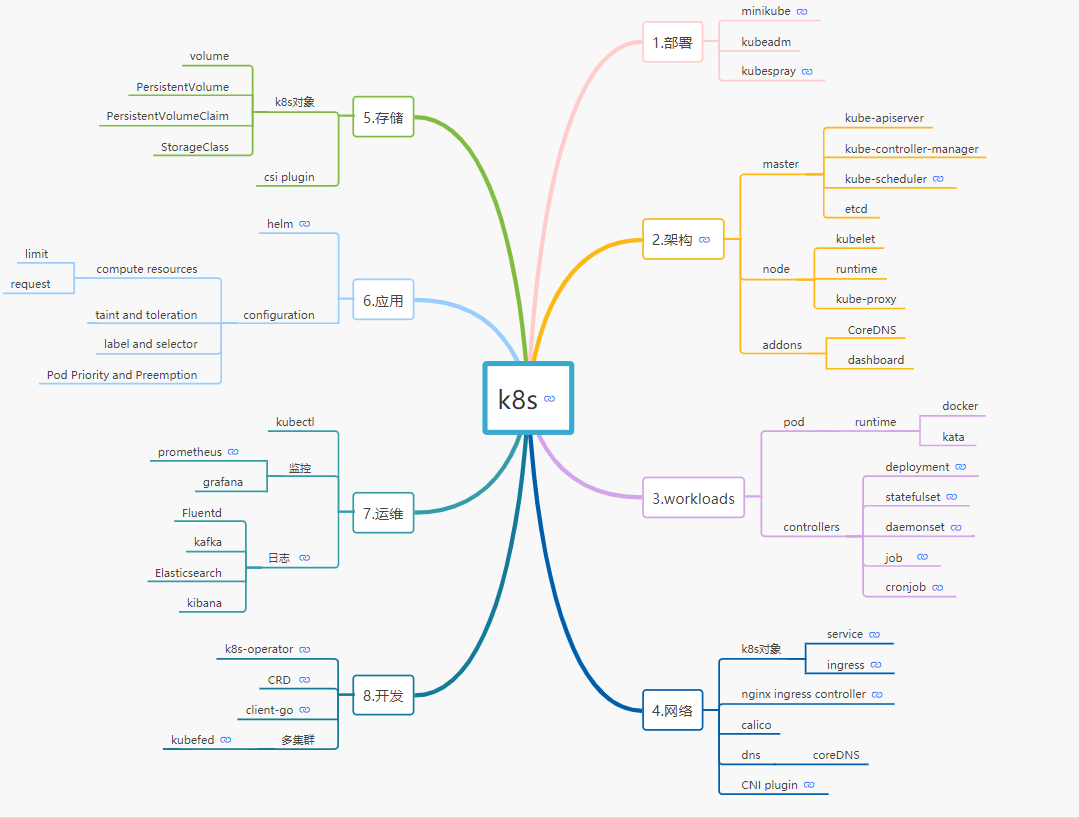 k8s
1.部署
minikube
kubeadm
kubespray
2.架构
master
kube-apiserver
kube-controller-manager
kube-scheduler
etcd
node
kubelet
runtime
kube-proxy
addons
CoreDNS
dashboard
3.workloads
pod
runtime
docker
kata
controllers
deployment
statefulset
daemonset
job
cronjob
4.网络
k8s对象
service
ingress
nginx ingress controller
calico
dns
coreDNS
CNI plugin
5.存储
k8s对象
volume
PersistentVolume
PersistentVolumeClaim
StorageClass
csi plugin
6.应用
helm
configuration
compute resources
limit
request
taint and toleration
label and selector
Pod Priority and Preemption
7.运维
kubectl
监控
prometheus
grafana
日志
Fluentd
kafka
Elasticsearch
kibana
8.开发
k8s-operator
CRD
client-go
多集群
kubefed